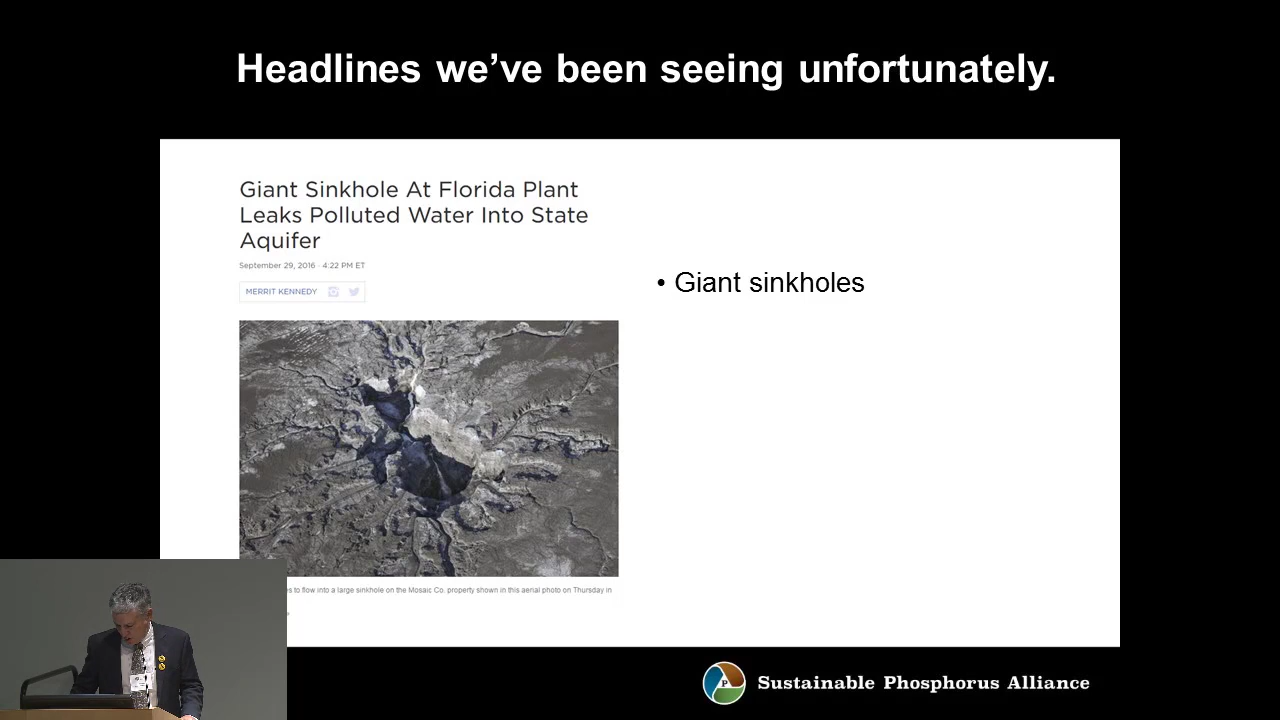 Headlines we’ve been seeing unfortunately.
Giant Sinkhole At Florida Plant
Leaks Polluted Water Into State
Aquifer
September 29, 2016 · 4:22 PM ET
MERRIT KENNEDY
• Giant sinkholes
to flow into a large sinkhole on the Mosaic Co. property shown in this aerial photo on Thursday in
P
Sustainable Phosphorus Alliance